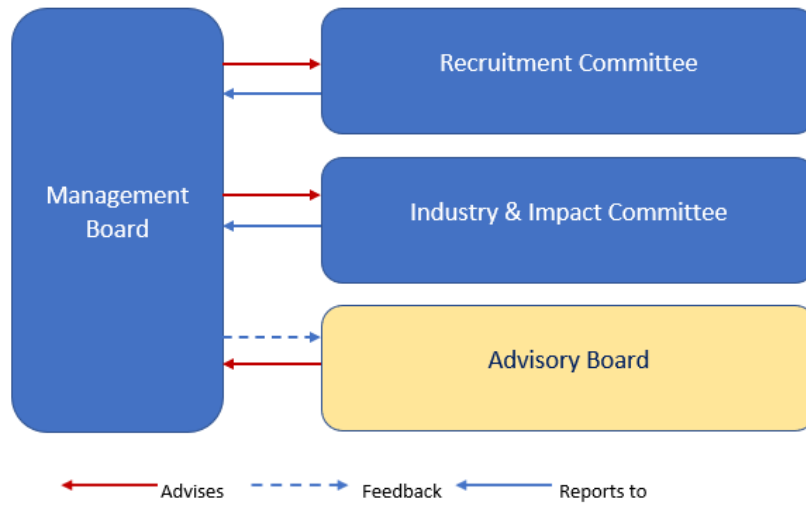 Recruitment Committee
Management
Board
Industry & Impact Committee
Advisory Board
Advises
Feedback
Reports to